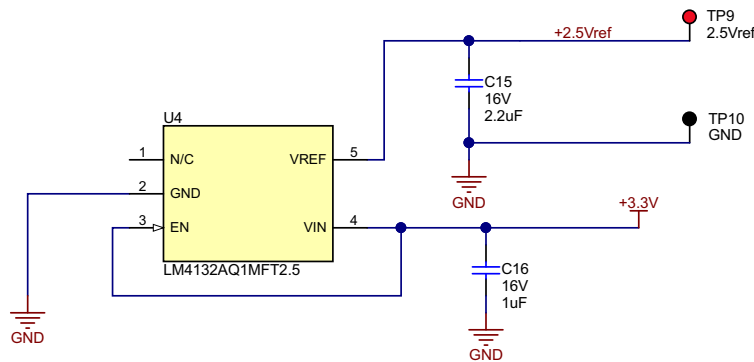 TP9
2.5Vref
+2.5Vref
C15
16V
2.2uF
TP10
GND
GND
U4
1 N/C VREF 5
2 GND
3 EN VIN 4
LM4132AQ1MFT2.5
+3.3V
C16
16V
1uF
GND
GND